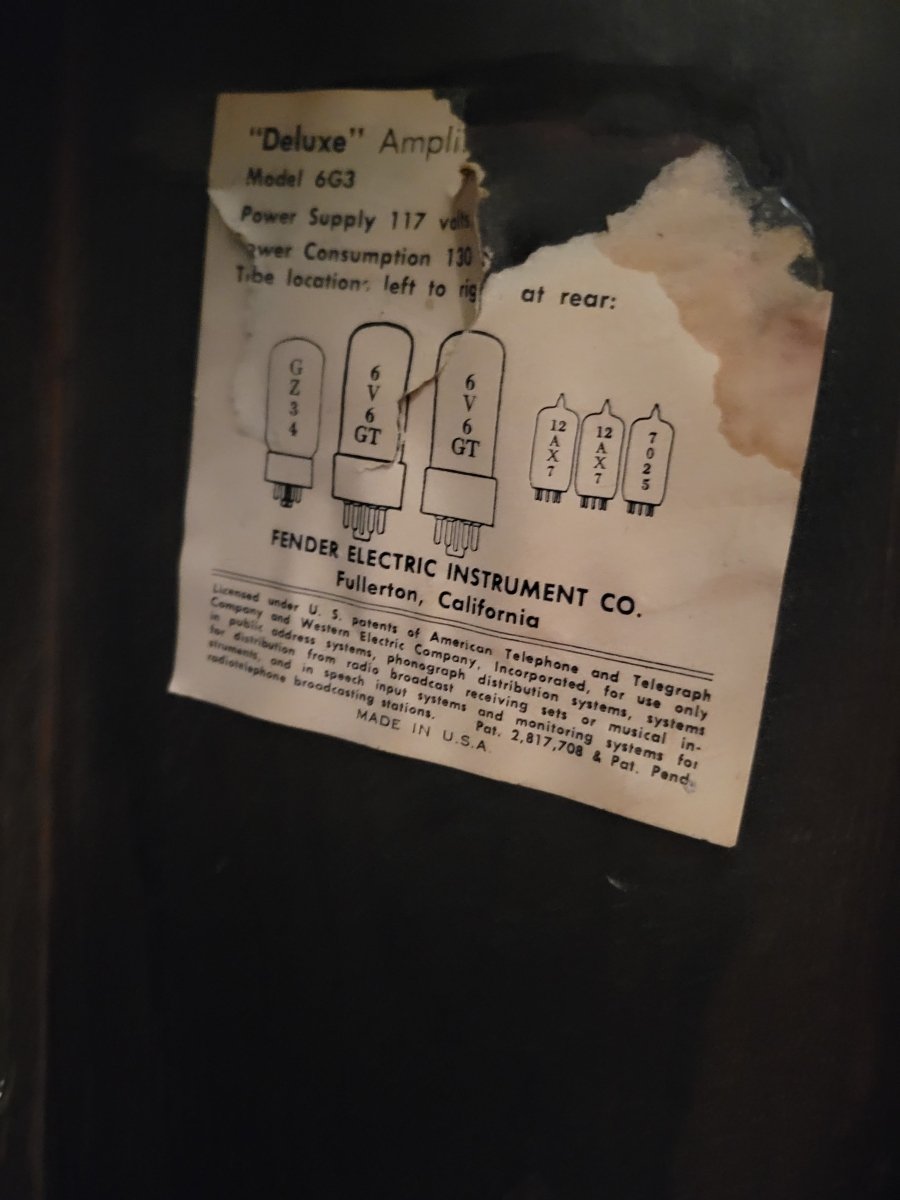 "Deluxe" Ampli
Model 6G3
Power Supply 117 volts
ower Consumption 130
Tube locations left to rig at rear:
GZ34
6V6GT
6V6GT
12AX7
12AX7
7025
FENDER ELECTRIC INSTRUMENT CO.
Fullerton, California
Licensed under U. S. patents of American Telephone and Telegraph
Company and Western Electric Company, Incorporated, for use only
in public address systems, phonograph distribution systems, systems
for distribution from radio broadcast receiving sets or musical in-
struments, and in speech input systems and monitoring systems for
radiotelephone broadcasting stations. Pat. 2,817,708 & Pat. Pend.
MADE IN U.S.A.